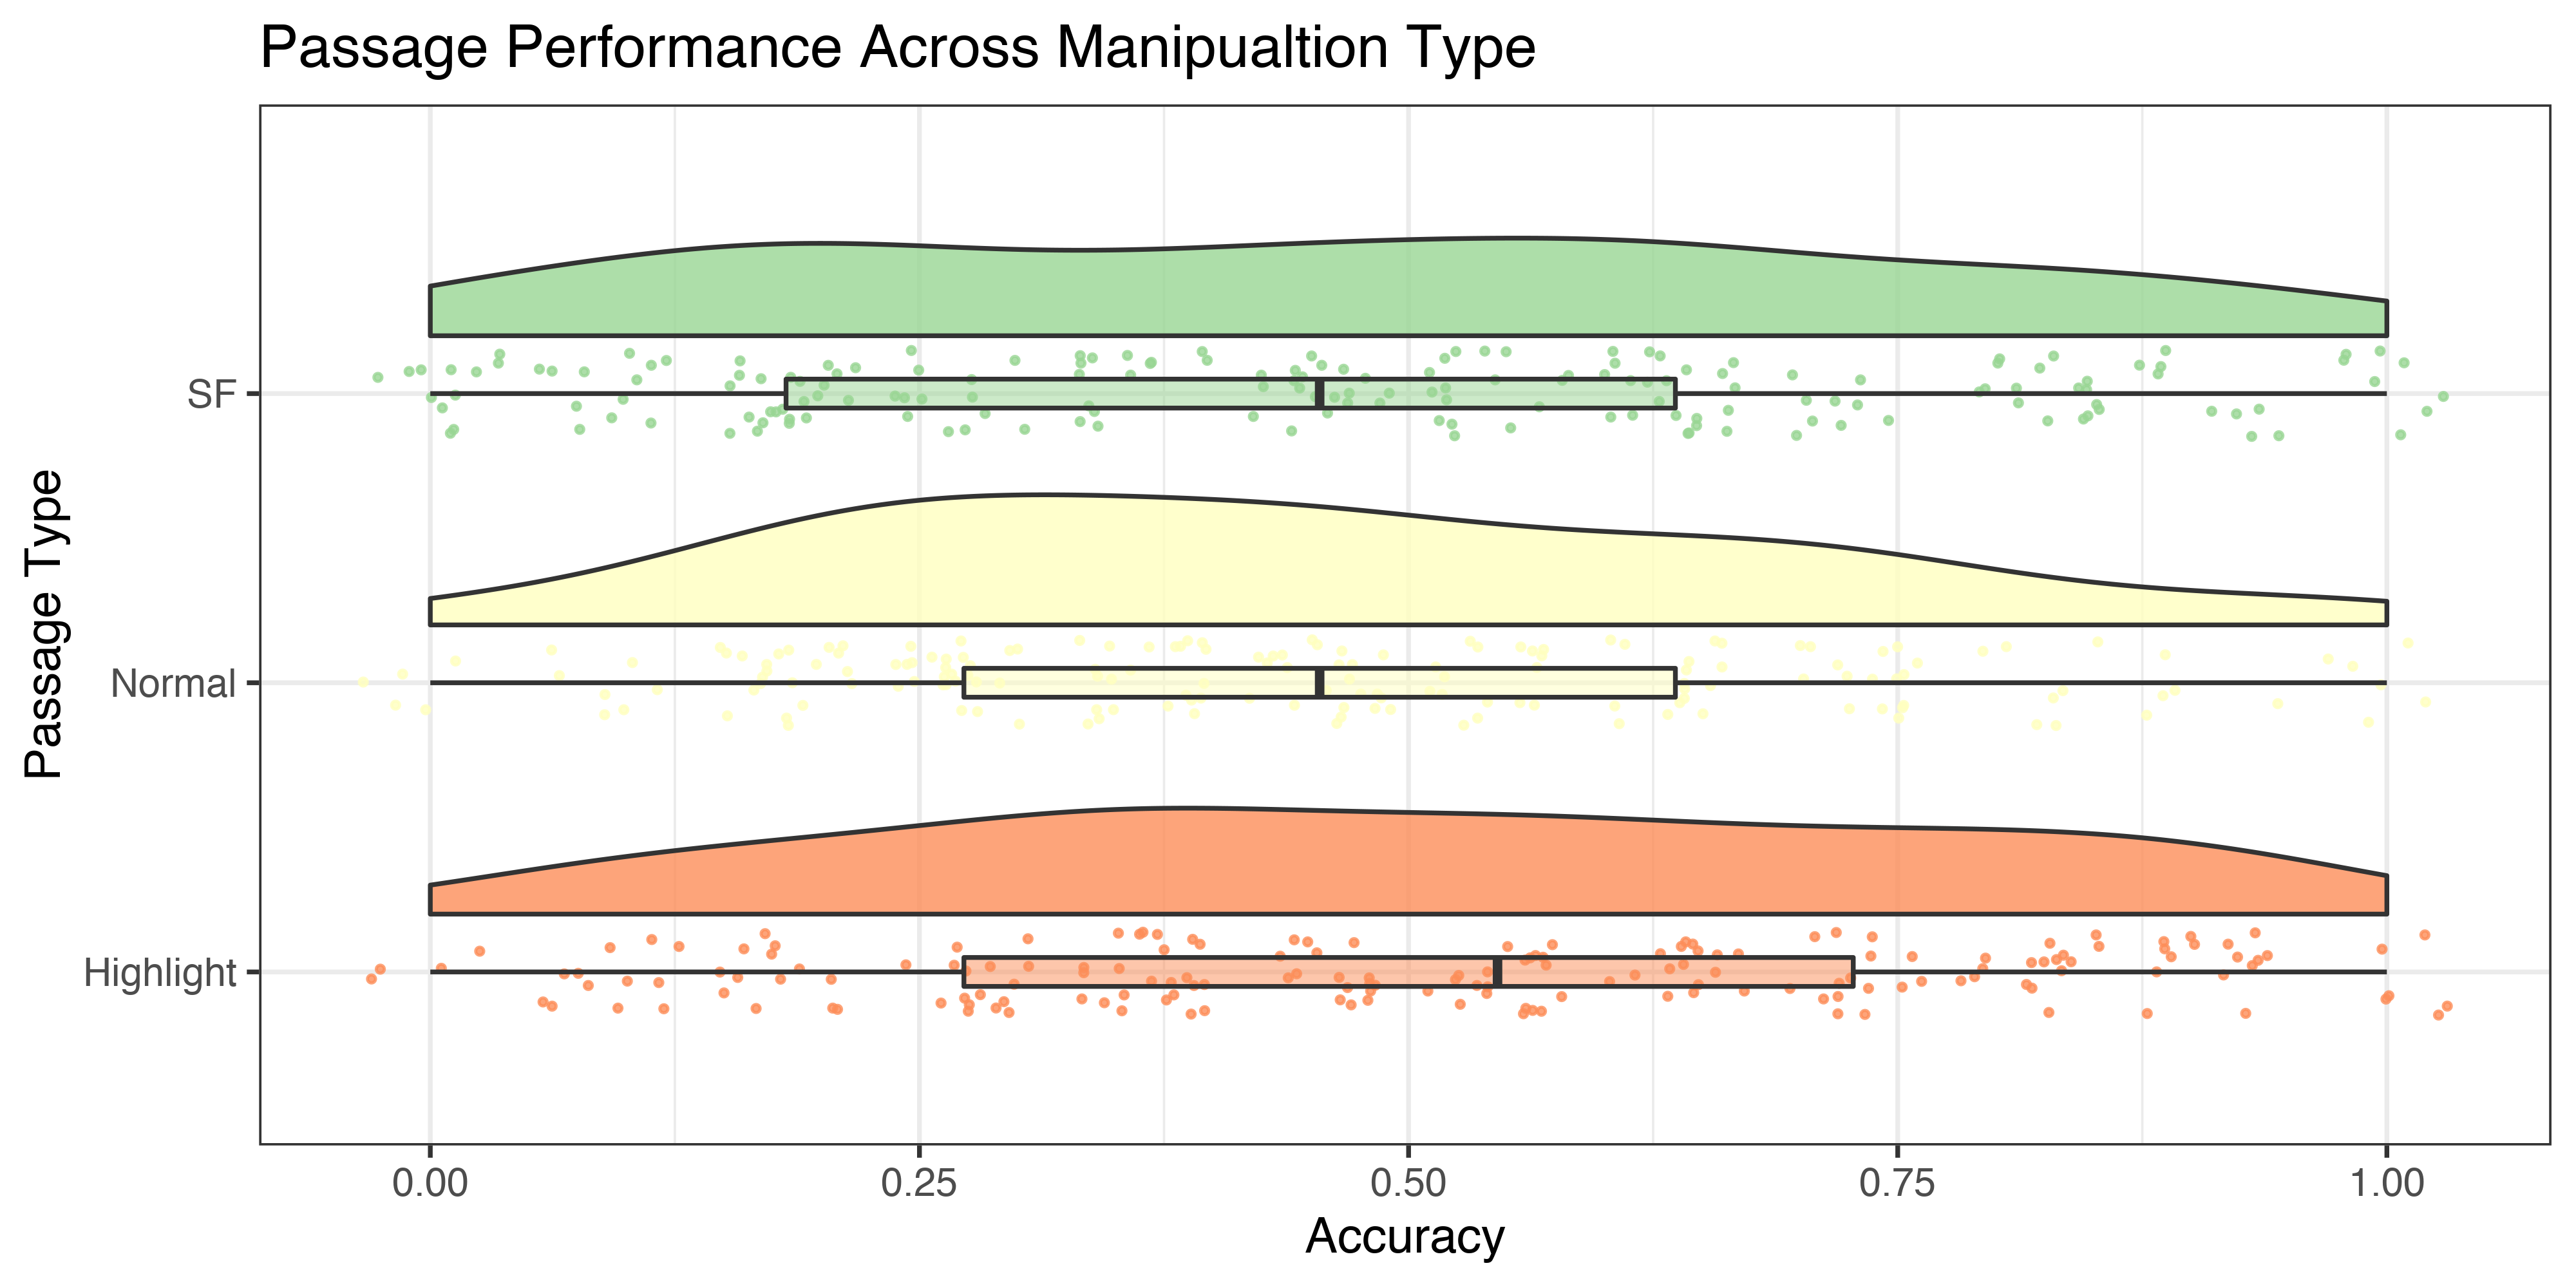 Passage Performance Across Manipualtion Type
Passage Type
SF
Normal
Highlight
0.00 0.25 0.50 0.75 1.00
Accuracy